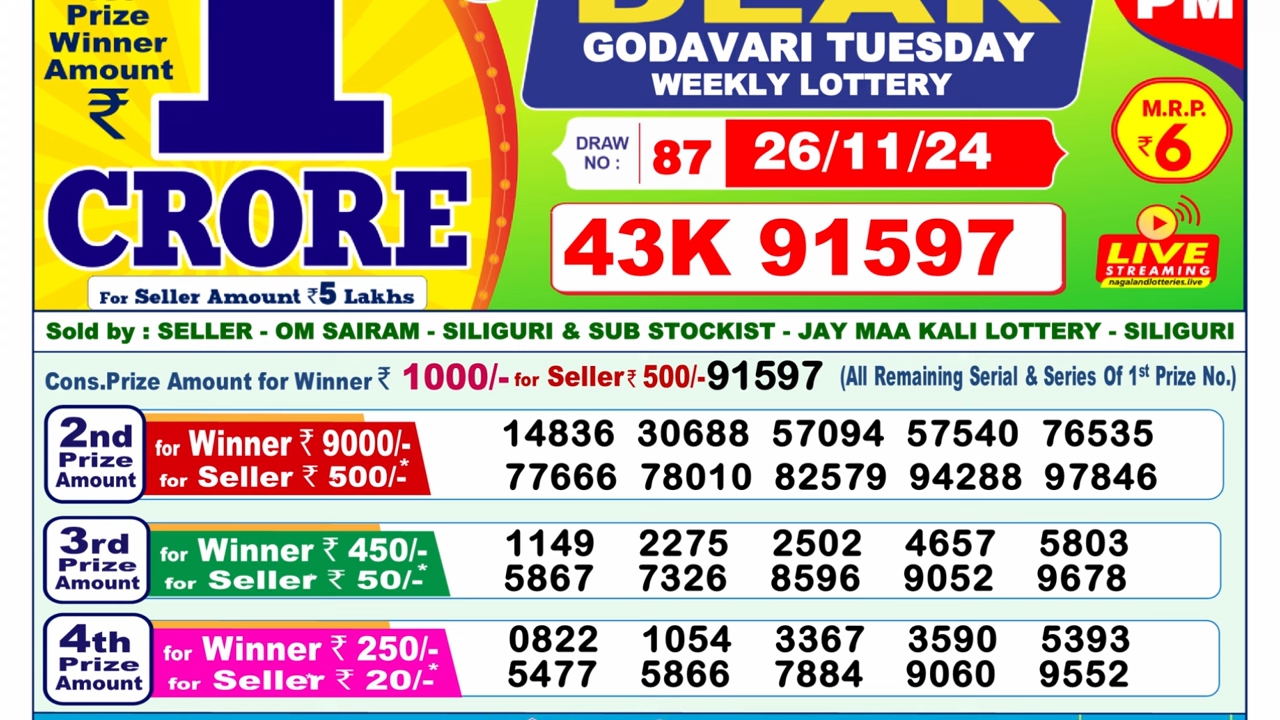 Prize
Winner
Amount
₹
1
CRORE
For Seller Amount ₹5 Lakhs
DEAR
GODAVARI TUESDAY
WEEKLY LOTTERY
PM
DRAW NO : 87 26/11/24
M.R.P.
₹6
43K 91597
LIVE
STREAMING
nagalandlotteries.live
Sold by : SELLER - OM SAIRAM - SILIGURI & SUB STOCKIST - JAY MAA KALI LOTTERY - SILIGURI
Cons.Prize Amount for Winner ₹ 1000/- for Seller ₹ 500/- 91597 (All Remaining Serial & Series Of 1st Prize No.)
2nd
Prize
Amount
for Winner ₹ 9000/-
for Seller ₹ 500/-*
14836 30688 57094 57540 76535
77666 78010 82579 94288 97846
3rd
Prize
Amount
for Winner ₹ 450/-
for Seller ₹ 50/-*
1149 2275 2502 4657 5803
5867 7326 8596 9052 9678
4th
Prize
Amount
for Winner ₹ 250/-
for Seller ₹ 20/-*
0822 1054 3367 3590 5393
5477 5866 7884 9060 9552